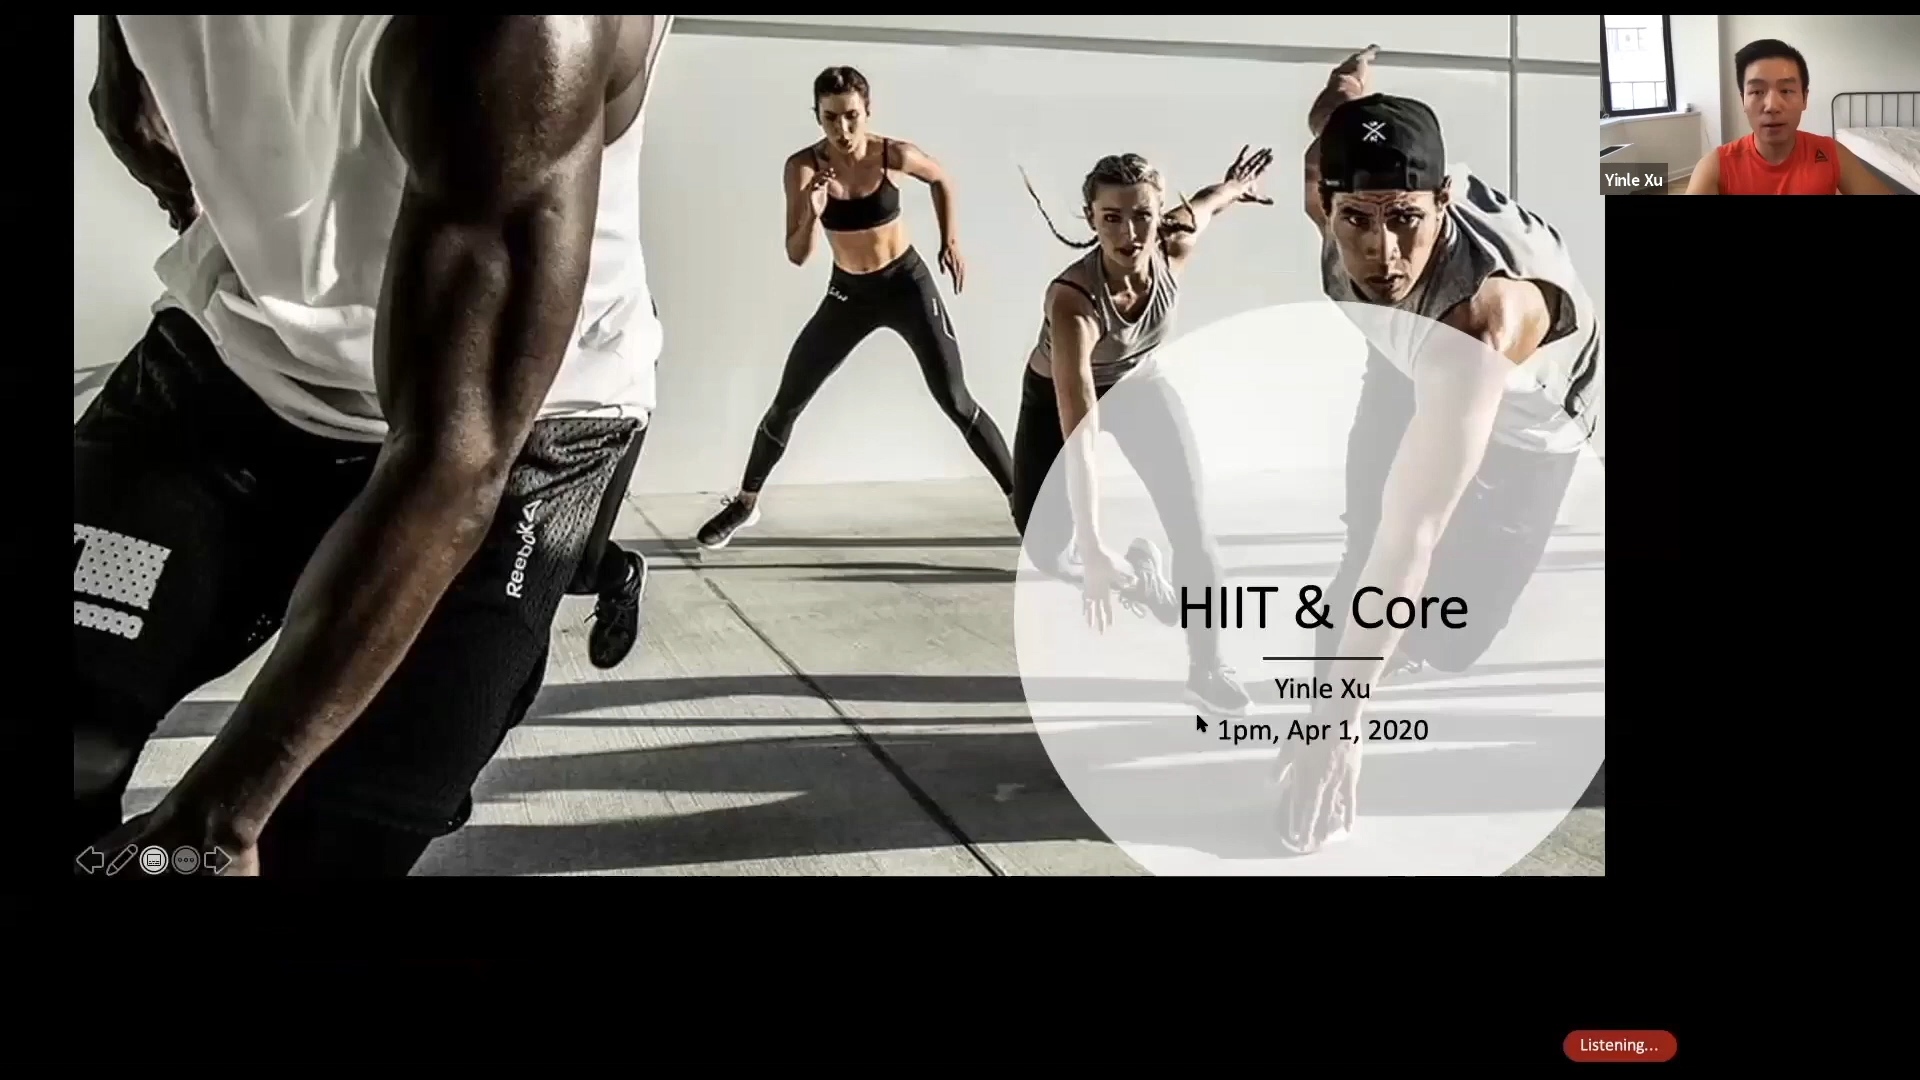 Yinle Xu
Reebok
HIIT & Core
Yinle Xu
1pm, Apr 1, 2020
Listening...